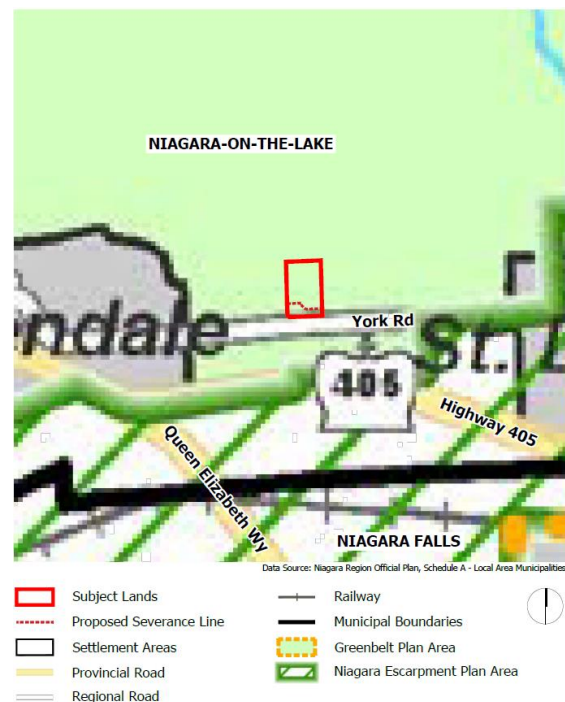 NIAGARA-ON-THE-LAKE
ndale
York Rd
St.
405
Highway 405
Queen Elizabeth Wy
NIAGARA FALLS
Data Source: Niagara Region Official Plan, Schedule A - Local Area Municipalities
Subject Lands
Proposed Severance Line
Settlement Areas
Provincial Road
Regional Road
Railway
Municipal Boundaries
Greenbelt Plan Area
Niagara Escarpment Plan Area